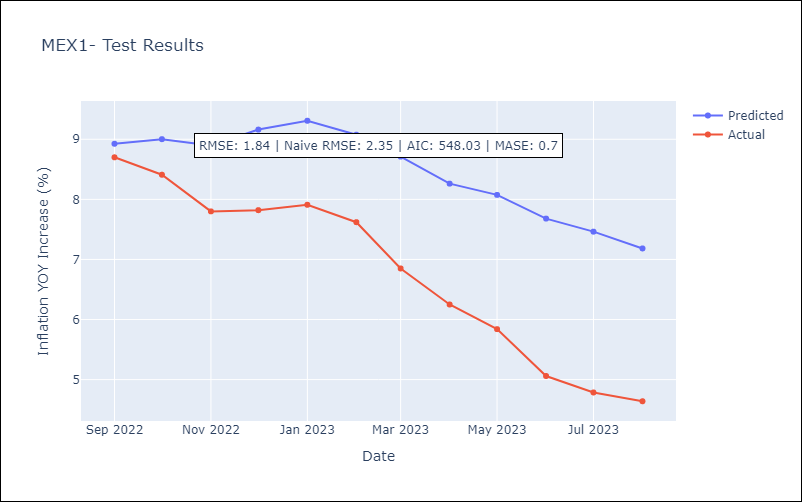 MEX1- Test Results
Predicted
Actual
RMSE: 1.84 | Naive RMSE: 2.35 | AIC: 548.03 | MASE: 0.7
Inflation YOY Increase (%)
9
8
7
6
5
Sep 2022 Nov 2022 Jan 2023 Mar 2023 May 2023 Jul 2023
Date